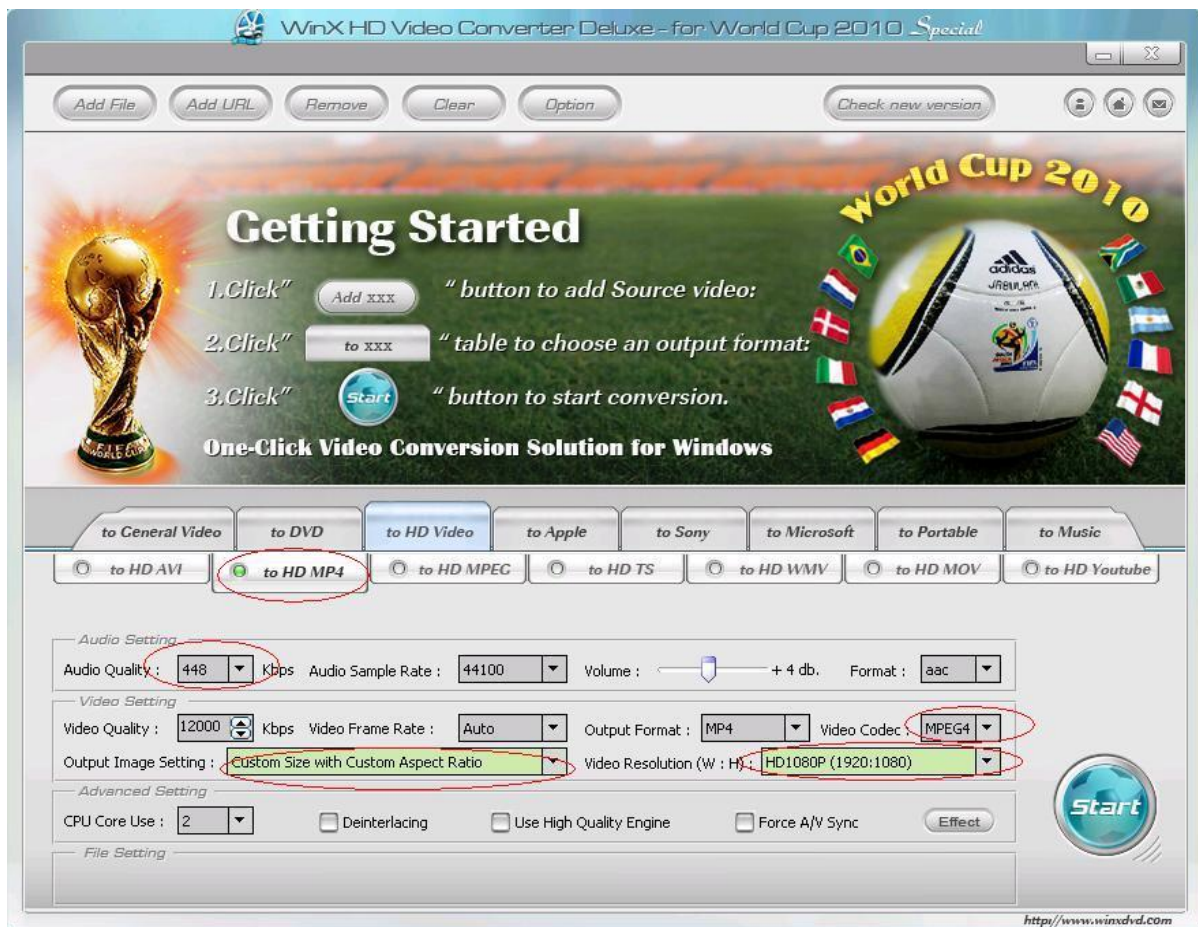 WinX HD Video Converter Deluxe - for World Cup 2010 Special
Add File Add URL Remove Clear Option Check new version
World Cup 2010
Getting Started
1.Click" Add xxx " button to add Source video:
2.Click" to xxx " table to choose an output format:
3.Click" Start " button to start conversion.
One-Click Video Conversion Solution for Windows
adidas
JABULANI
FIFA
WORLD CUP
to General Video to DVD to HD Video to Apple to Sony to Microsoft to Portable to Music
to HD AVI to HD MP4 to HD MPEG to HD TS to HD WMV to HD MOV to HD Youtube
Audio Setting
Audio Quality : 448 Kbps Audio Sample Rate : 44100 Volume : + 4 db. Format : aac
Video Setting
Video Quality : 12000 Kbps Video Frame Rate : Auto Output Format : MP4 Video Codec : MPEG4
Output Image Setting : Custom Size with Custom Aspect Ratio Video Resolution (W : H) : HD1080P (1920:1080)
Advanced Setting
CPU Core Use : 2 Deinterlacing Use High Quality Engine Force A/V Sync Effect
Start
File Setting
http://www.winxdvd.com